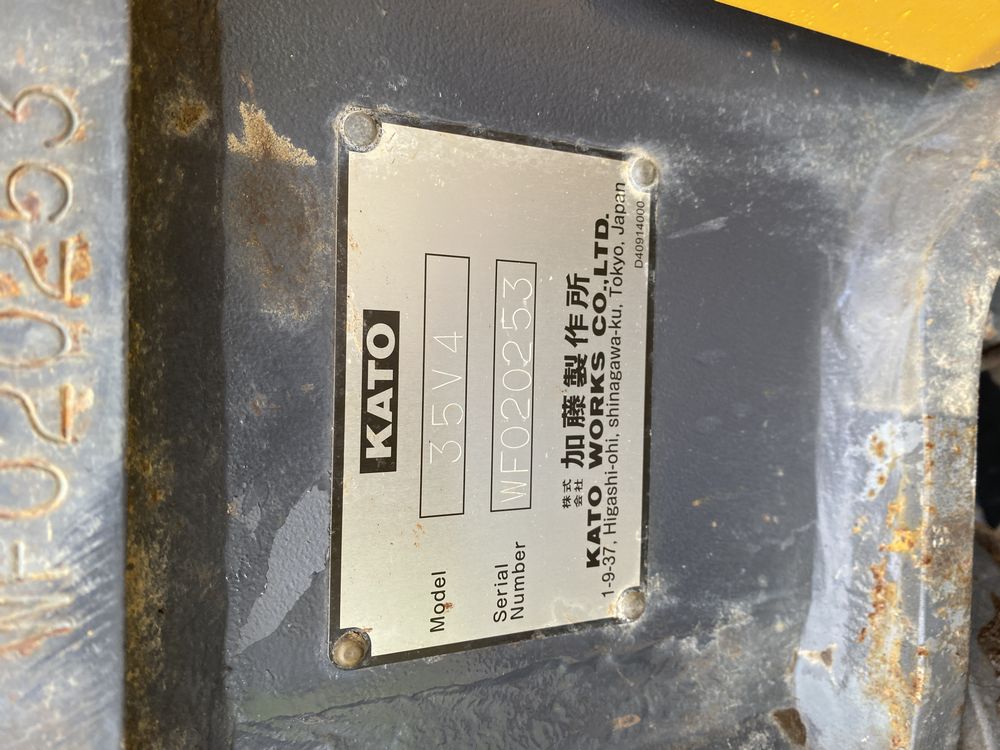 WF020253
KATO
Model 35V4
Serial Number WF020253
株式会社 加藤製作所
KATO WORKS CO.,LTD.
1-9-37, Higashi-ohi, shinagawa-ku, Tokyo, Japan
D40914000